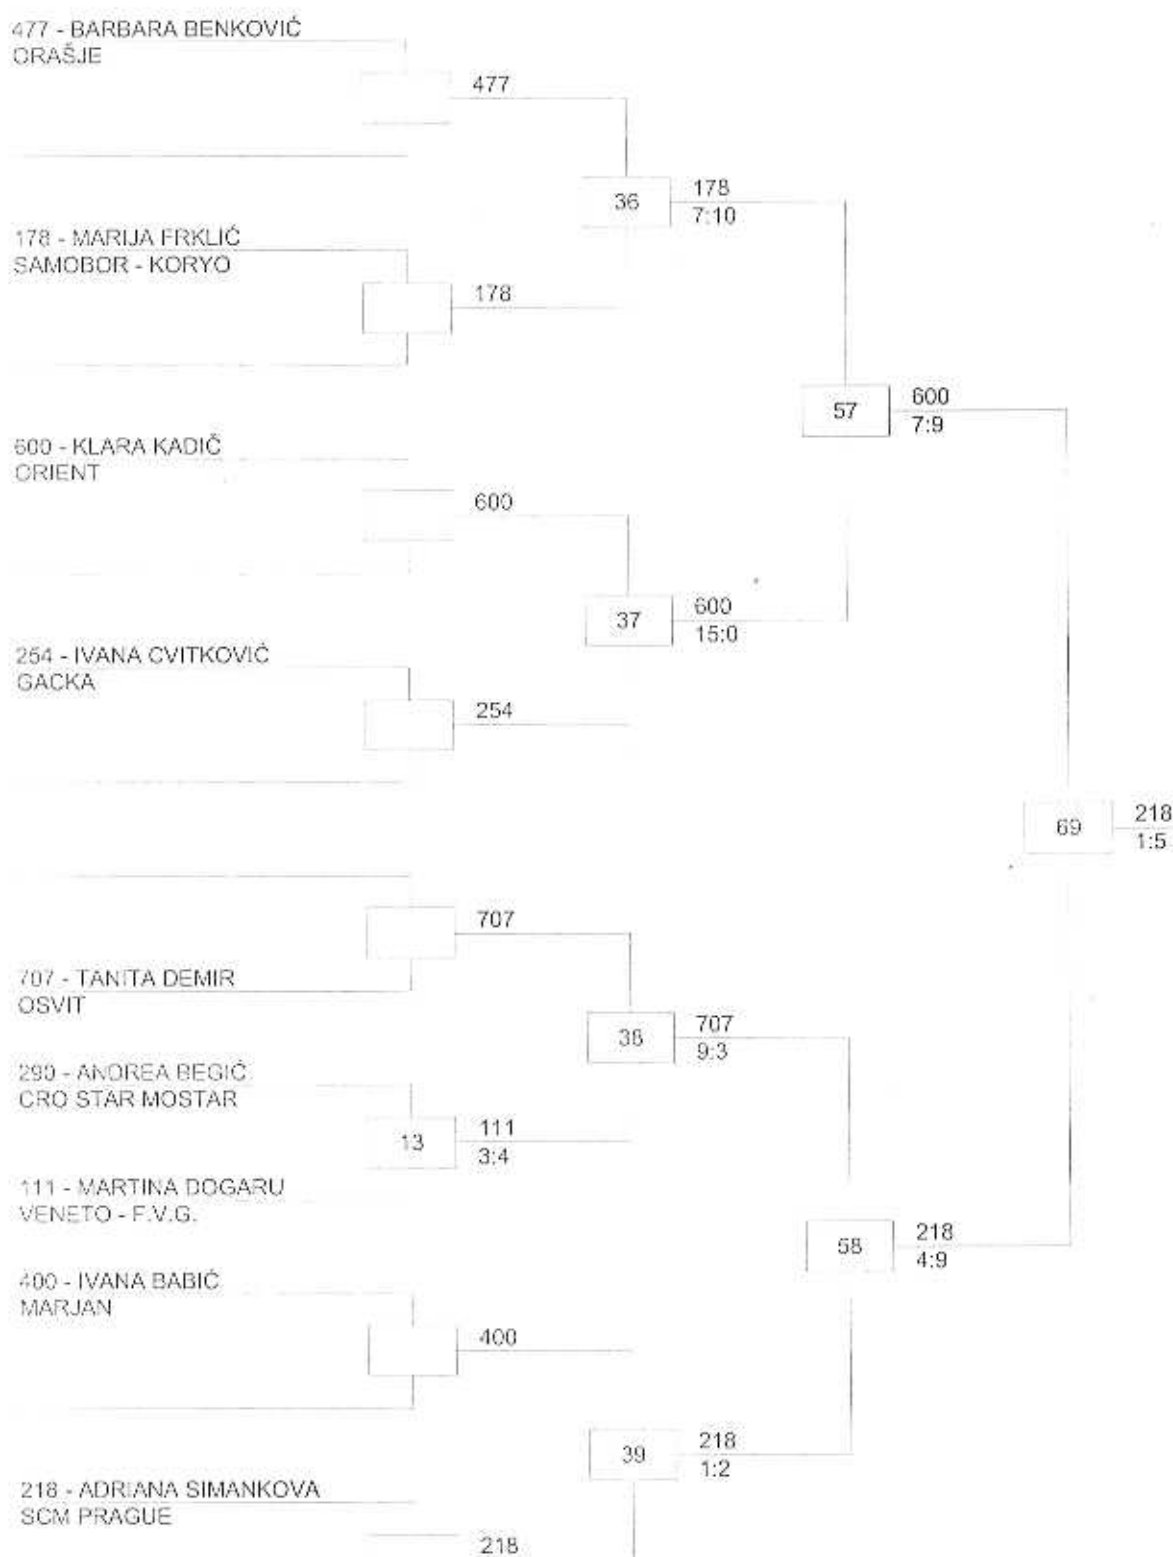 477 - BARBARA BENKOVIĆ
ORAŠJE
477
36
178
7:10
178 - MARIJA FRKLIĆ
SAMOBOR - KORYO
178
57
600
7:9
600 - KLARA KADIČ
ORIENT
600
37
600
15:0
254 - IVANA CVITKOVIĆ
GACKA
254
69
218
1:5
707
707 - TANITA DEMIR
OSVIT
38
707
9:3
290 - ANDREA BEGIĆ
CRO STAR MOSTAR
13
111
3:4
111 - MARTINA DOGARU
VENETO - F.V.G.
58
218
4:9
400 - IVANA BABIĆ
MARJAN
400
39
218
1:2
218 - ADRIANA SIMANKOVA
SCM PRAGUE
218